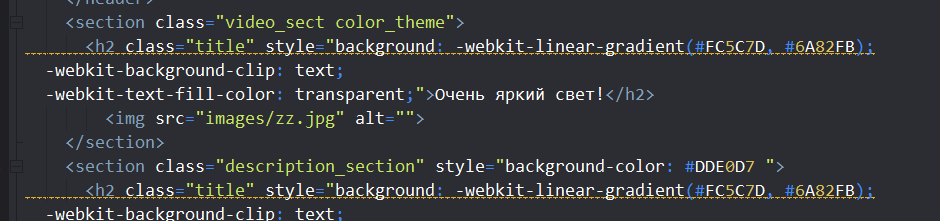 </header>
<section class="video_sect color_theme">
<h2 class="title" style="background: -webkit-linear-gradient(#FC5C7D, #6A82FB);
-webkit-background-clip: text;
-webkit-text-fill-color: transparent;">Очень яркий свет!</h2>
<img src="images/zz.jpg" alt="">
</section>
<section class="description_section" style="background-color: #DDE0D7 ">
<h2 class="title" style="background: -webkit-linear-gradient(#FC5C7D, #6A82FB);
-webkit-background-clip: text;